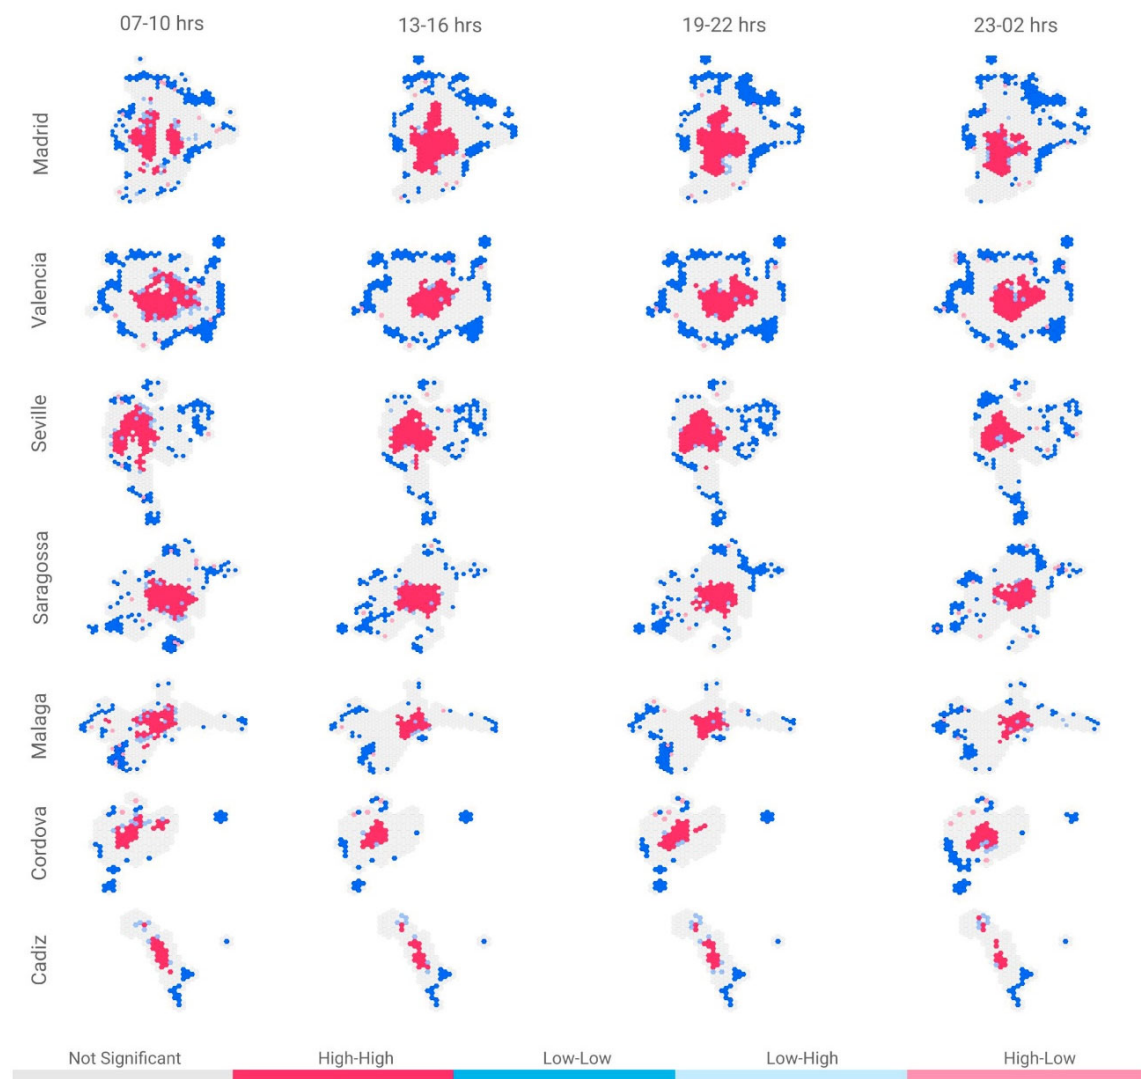 07-10 hrs
13-16 hrs
19-22 hrs
23-02 hrs
Madrid
Valencia
Seville
Saragossa
Malaga
Cordova
Cadiz
Not Significant
High-High
Low-Low
Low-High
High-Low